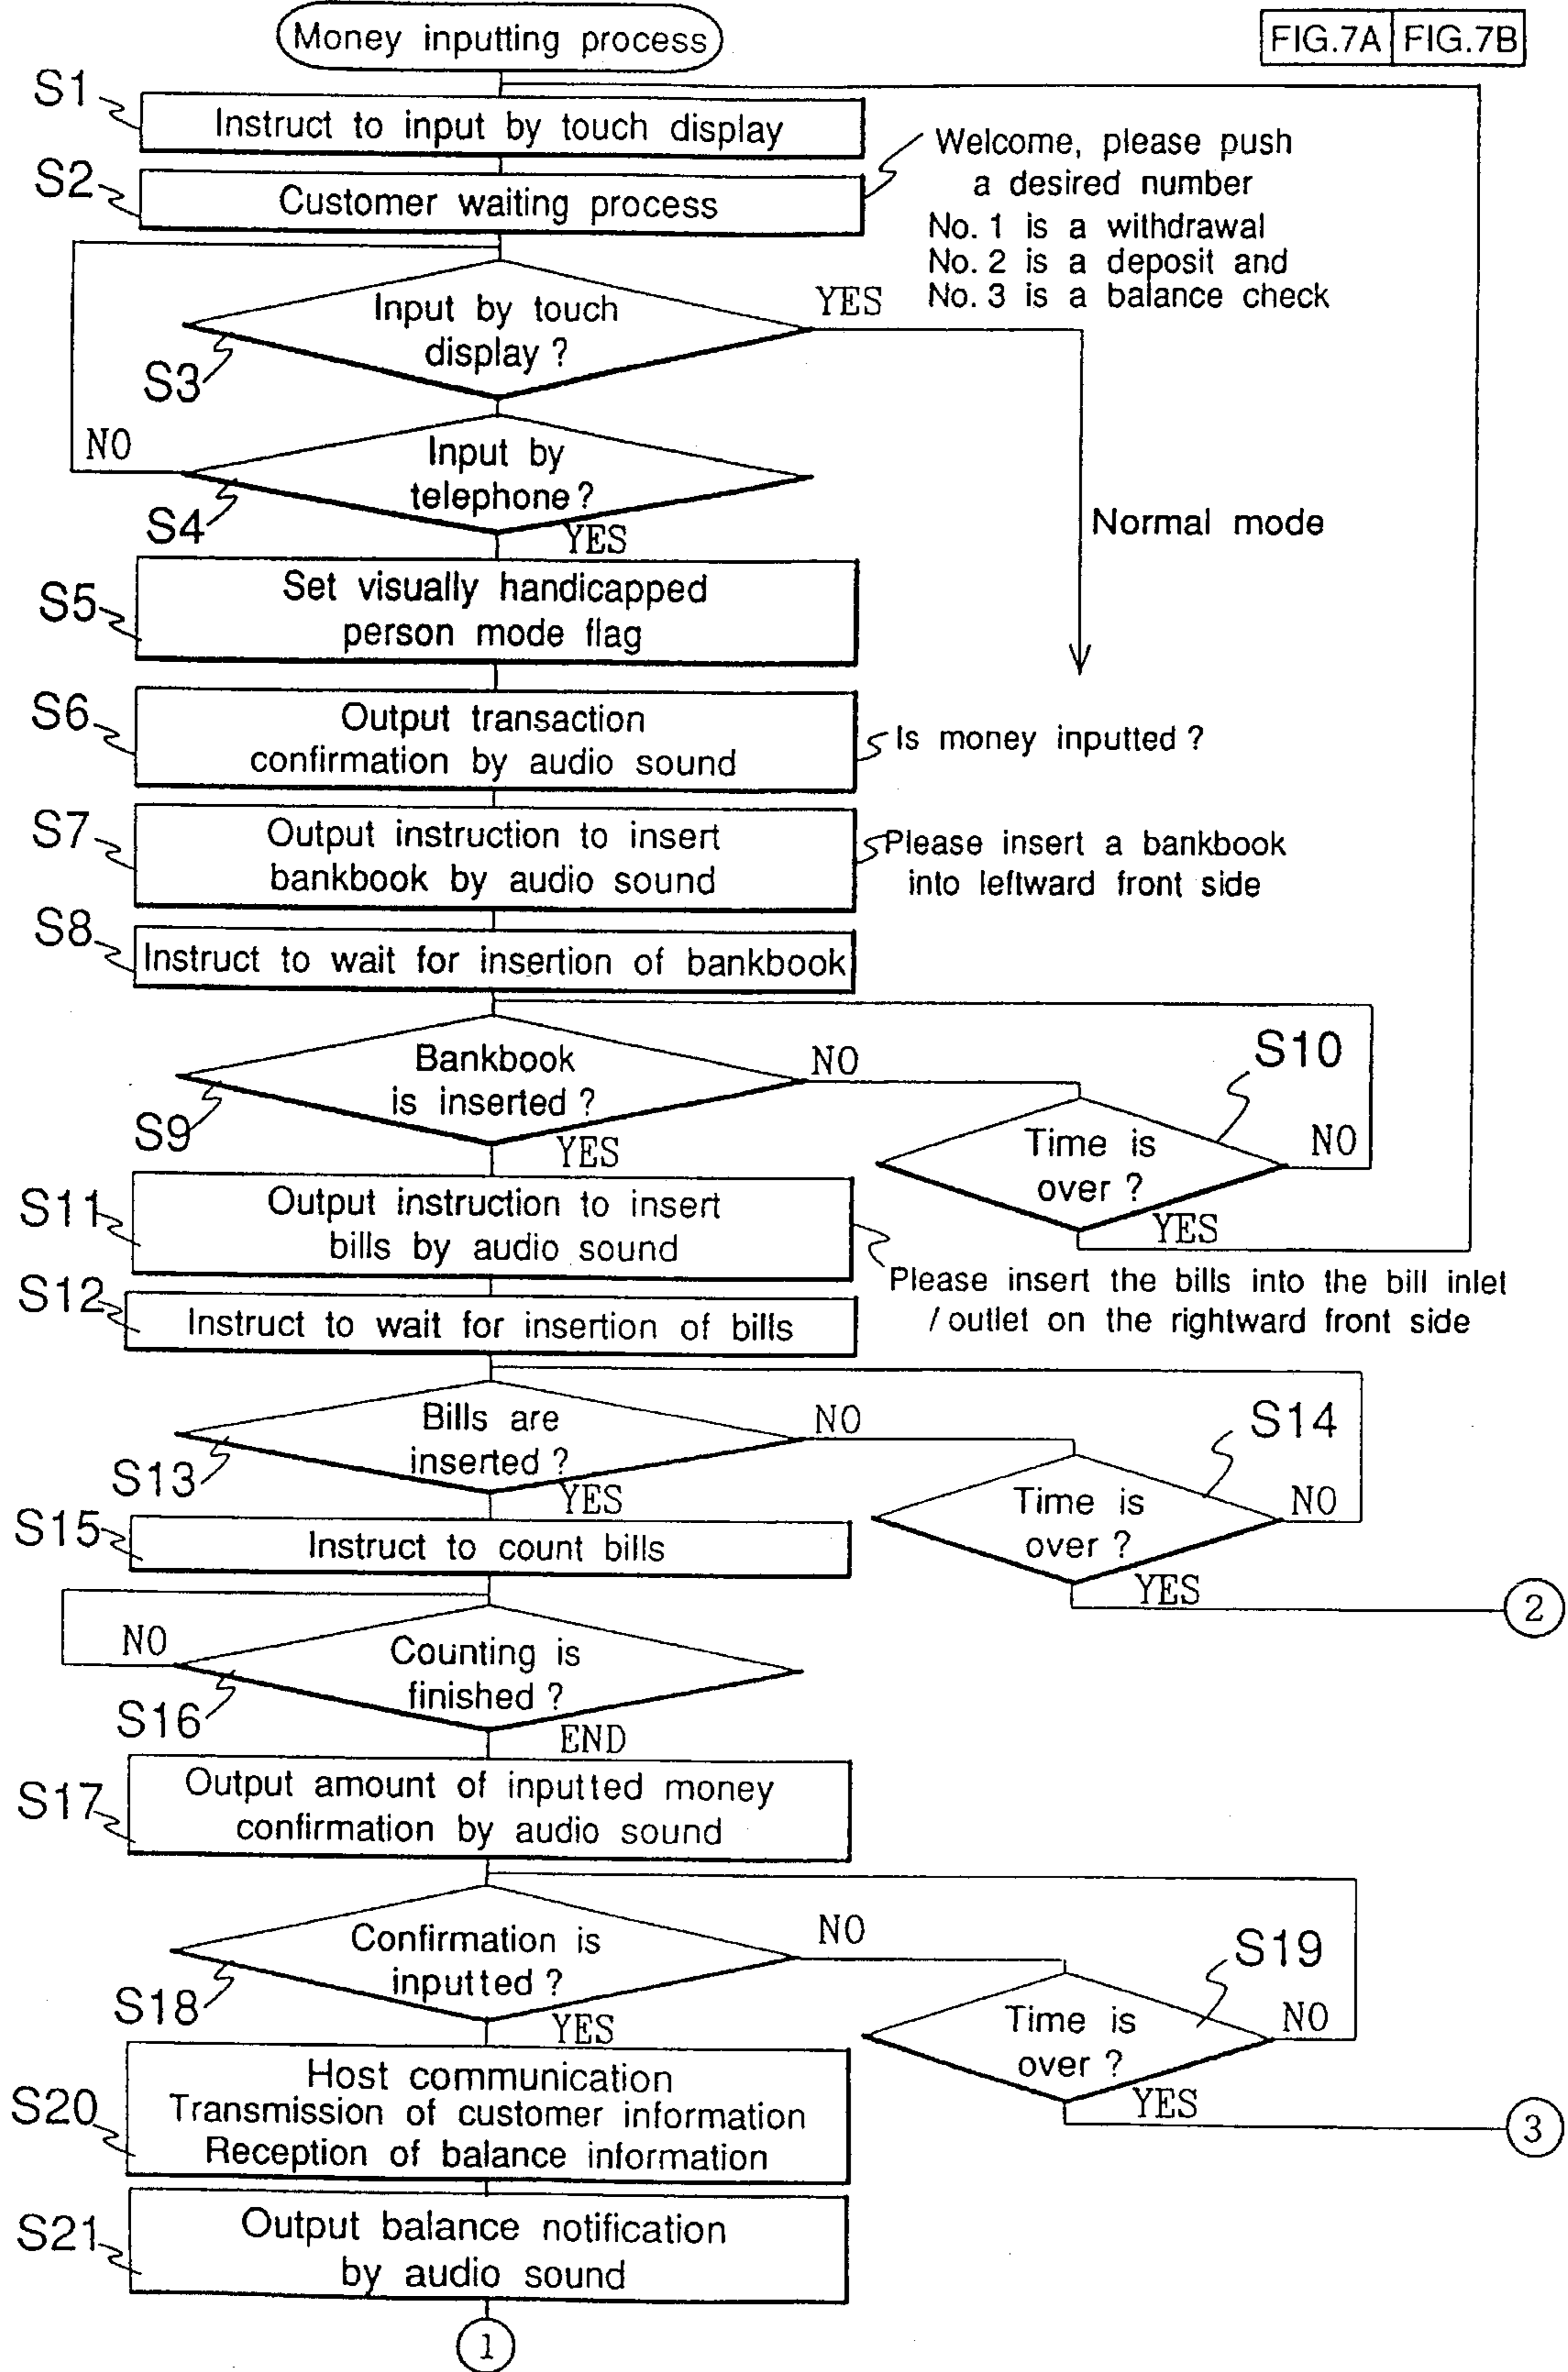 Money inputting process
FIG.7A FIG.7B
S1
Instruct to input by touch display
S2
Customer waiting process
Welcome, please push
a desired number
No. 1 is a withdrawal
No. 2 is a deposit and
No. 3 is a balance check
Input by touch
display ?
YES
S3
NO
Input by
telephone ?
S4
YES
Normal mode
S5
Set visually handicapped
person mode flag
S6
Output transaction
confirmation by audio sound
Is money inputted ?
S7
Output instruction to insert
bankbook by audio sound
Please insert a bankbook
into leftward front side
S8
Instruct to wait for insertion of bankbook
Bankbook
is inserted ?
NO
S9
YES
S10
Time is
over ?
NO
YES
S11
Output instruction to insert
bills by audio sound
Please insert the bills into the bill inlet
/ outlet on the rightward front side
S12
Instruct to wait for insertion of bills
Bills are
inserted ?
NO
S13
YES
S14
Time is
over ?
NO
YES
2
S15
Instruct to count bills
NO
Counting is
finished ?
S16
END
S17
Output amount of inputted money
confirmation by audio sound
Confirmation is
inputted ?
NO
S18
YES
S19
Time is
over ?
NO
YES
3
S20
Host communication
Transmission of customer information
Reception of balance information
S21
Output balance notification
by audio sound
1